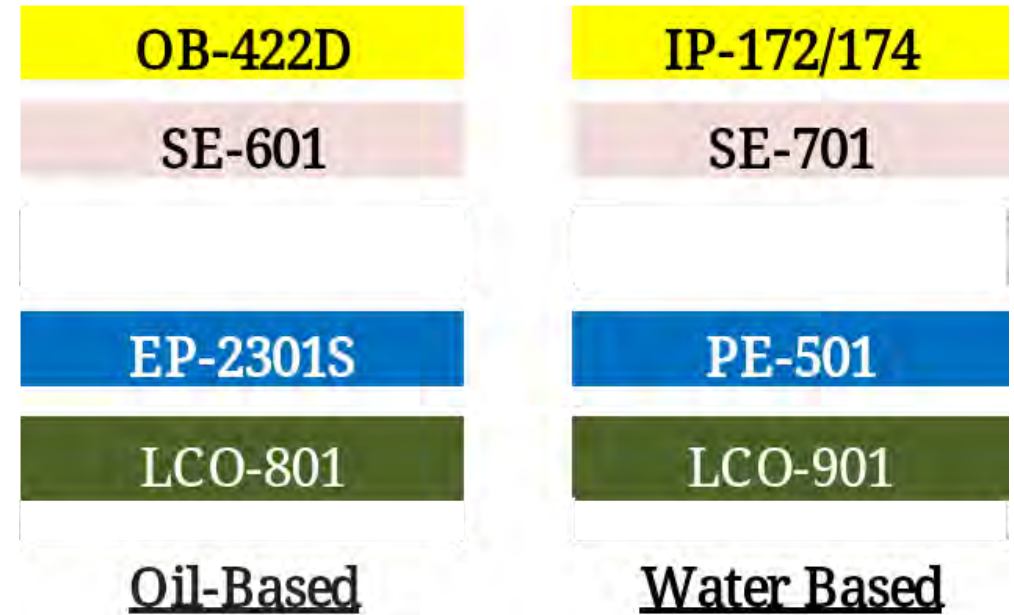 OB-422D
IP-172/174
SE-601
SE-701
EP-2301S
PE-501
LCO-801
LCO-901
Oil-Based
Water Based